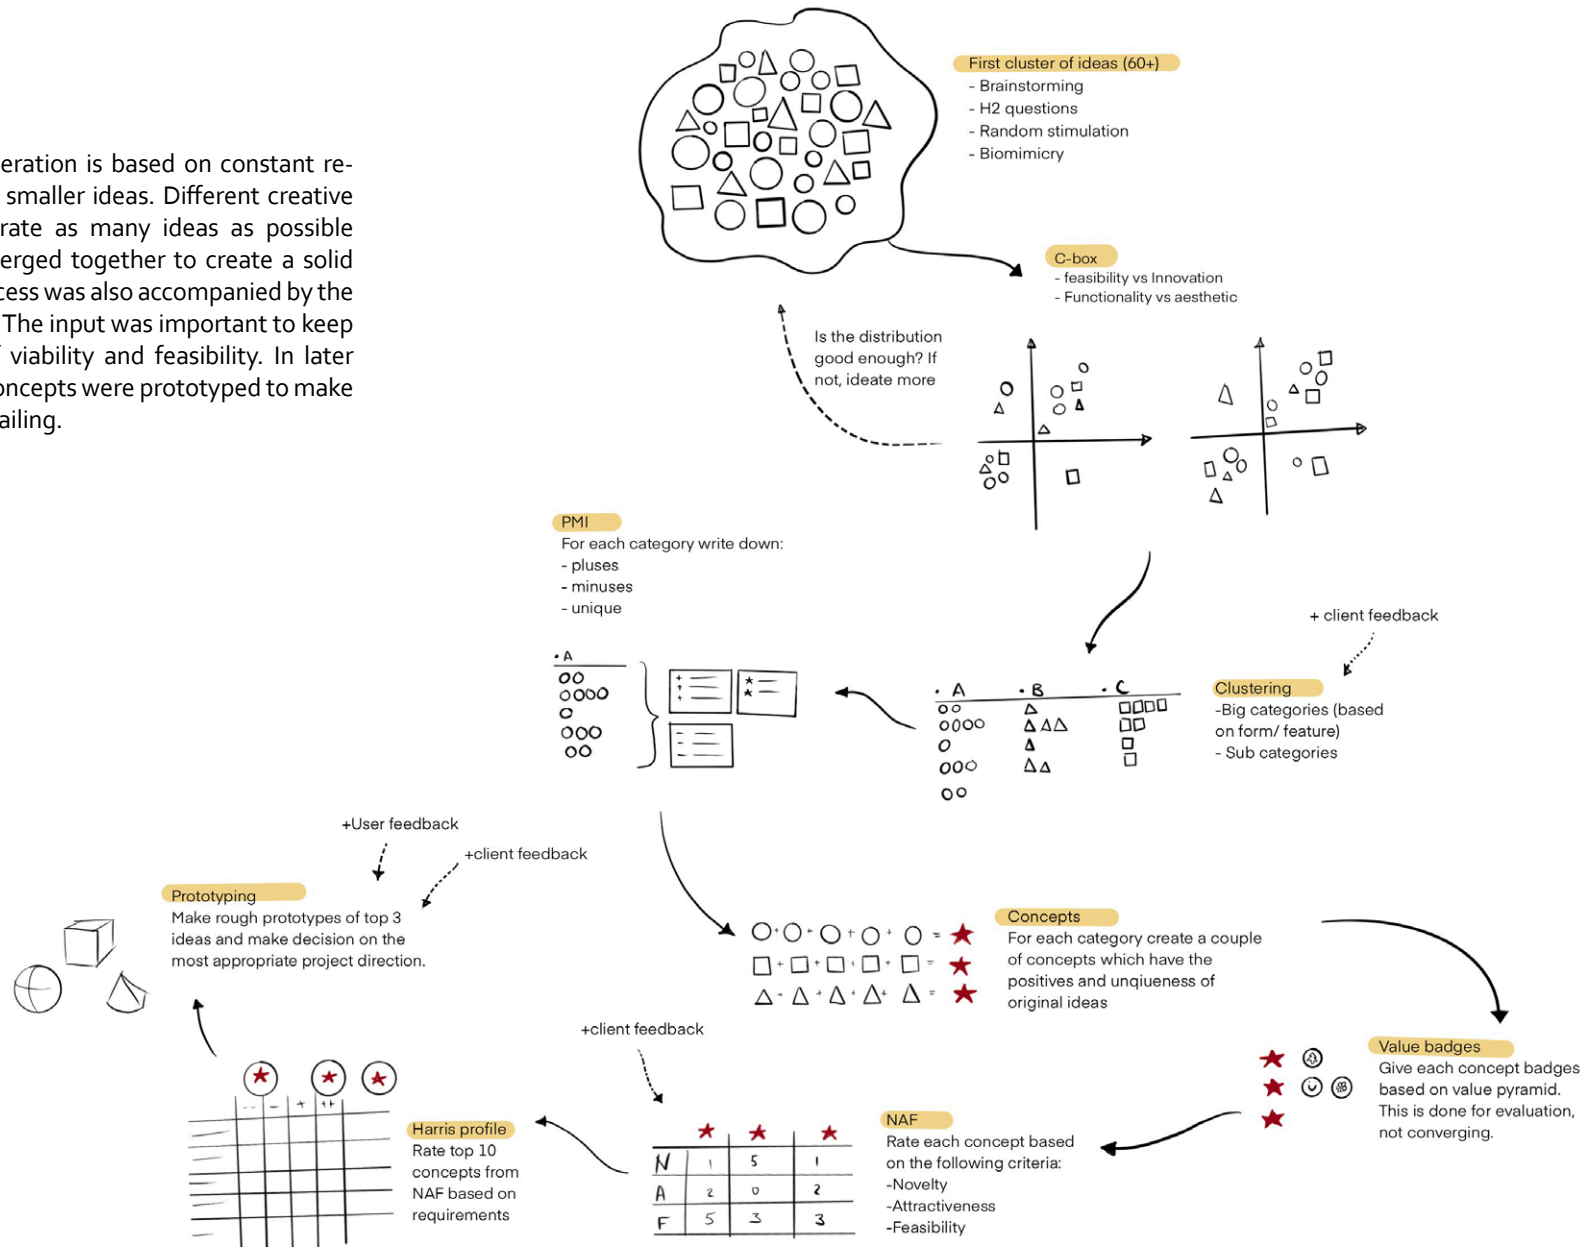 eration is based on constant re-
smaller ideas. Different creative
rate as many ideas as possible
erged together to create a solid
cess was also accompanied by the
The input was important to keep
f viability and feasibility. In later
oncepts were prototyped to make
ailing.
First cluster of ideas (60+)
- Brainstorming
- H2 questions
- Random stimulation
- Biomimicry
C-box
- feasibility vs Innovation
- Functionality vs aesthetic
Is the distribution
good enough? If
not, ideate more
PMI
For each category write down:
- pluses
- minuses
- unique
+ client feedback
Clustering
-Big categories (based
on form/ feature)
- Sub categories
• A • B • C
• A
+User feedback
+client feedback
Prototyping
Make rough prototypes of top 3
ideas and make decision on the
most appropriate project direction.
Concepts
For each category create a couple
of concepts which have the
positives and unqiueness of
original ideas
Value badges
Give each concept badges
based on value pyramid.
This is done for evaluation,
not converging.
+client feedback
NAF
Rate each concept based
on the following criteria:
-Novelty
-Attractiveness
-Feasibility
N 1 5 1
A 2 0 2
F 5 3 3
Harris profile
Rate top 10
concepts from
NAF based on
requirements
-- - + ++